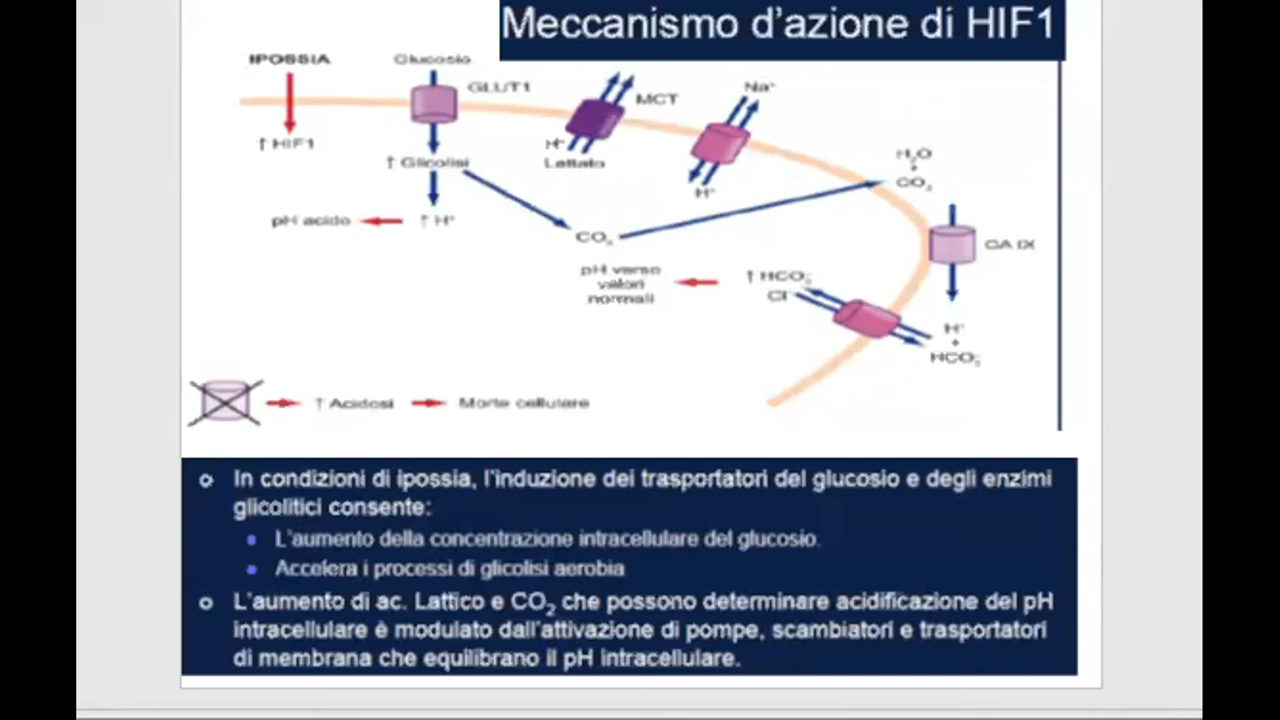 Meccanismo d'azione di HIF1
IPOSSIA
Glucosio
GLUT1
MCT
Na⁺
↑ HIF1
↑ Glicolisi
H⁺
Lattato
H⁺
H₂O
+
CO₂
pH acido
↑ H⁺
CO₂
CA IX
pH verso
valori
normali
↑ HCO₃⁻
Cl⁻
H⁺
+
HCO₃⁻
↑ Acidosi
Morte cellulare
In condizioni di ipossia, l'induzione dei trasportatori del glucosio e degli enzimi
glicolitici consente:
L'aumento della concentrazione intracellulare del glucosio.
Accelera i processi di glicolisi aerobia
L'aumento di ac. Lattico e CO₂ che possono determinare acidificazione del pH
intracellulare è modulato dall'attivazione di pompe, scambiatori e trasportatori
di membrana che equilibrano il pH intracellulare.